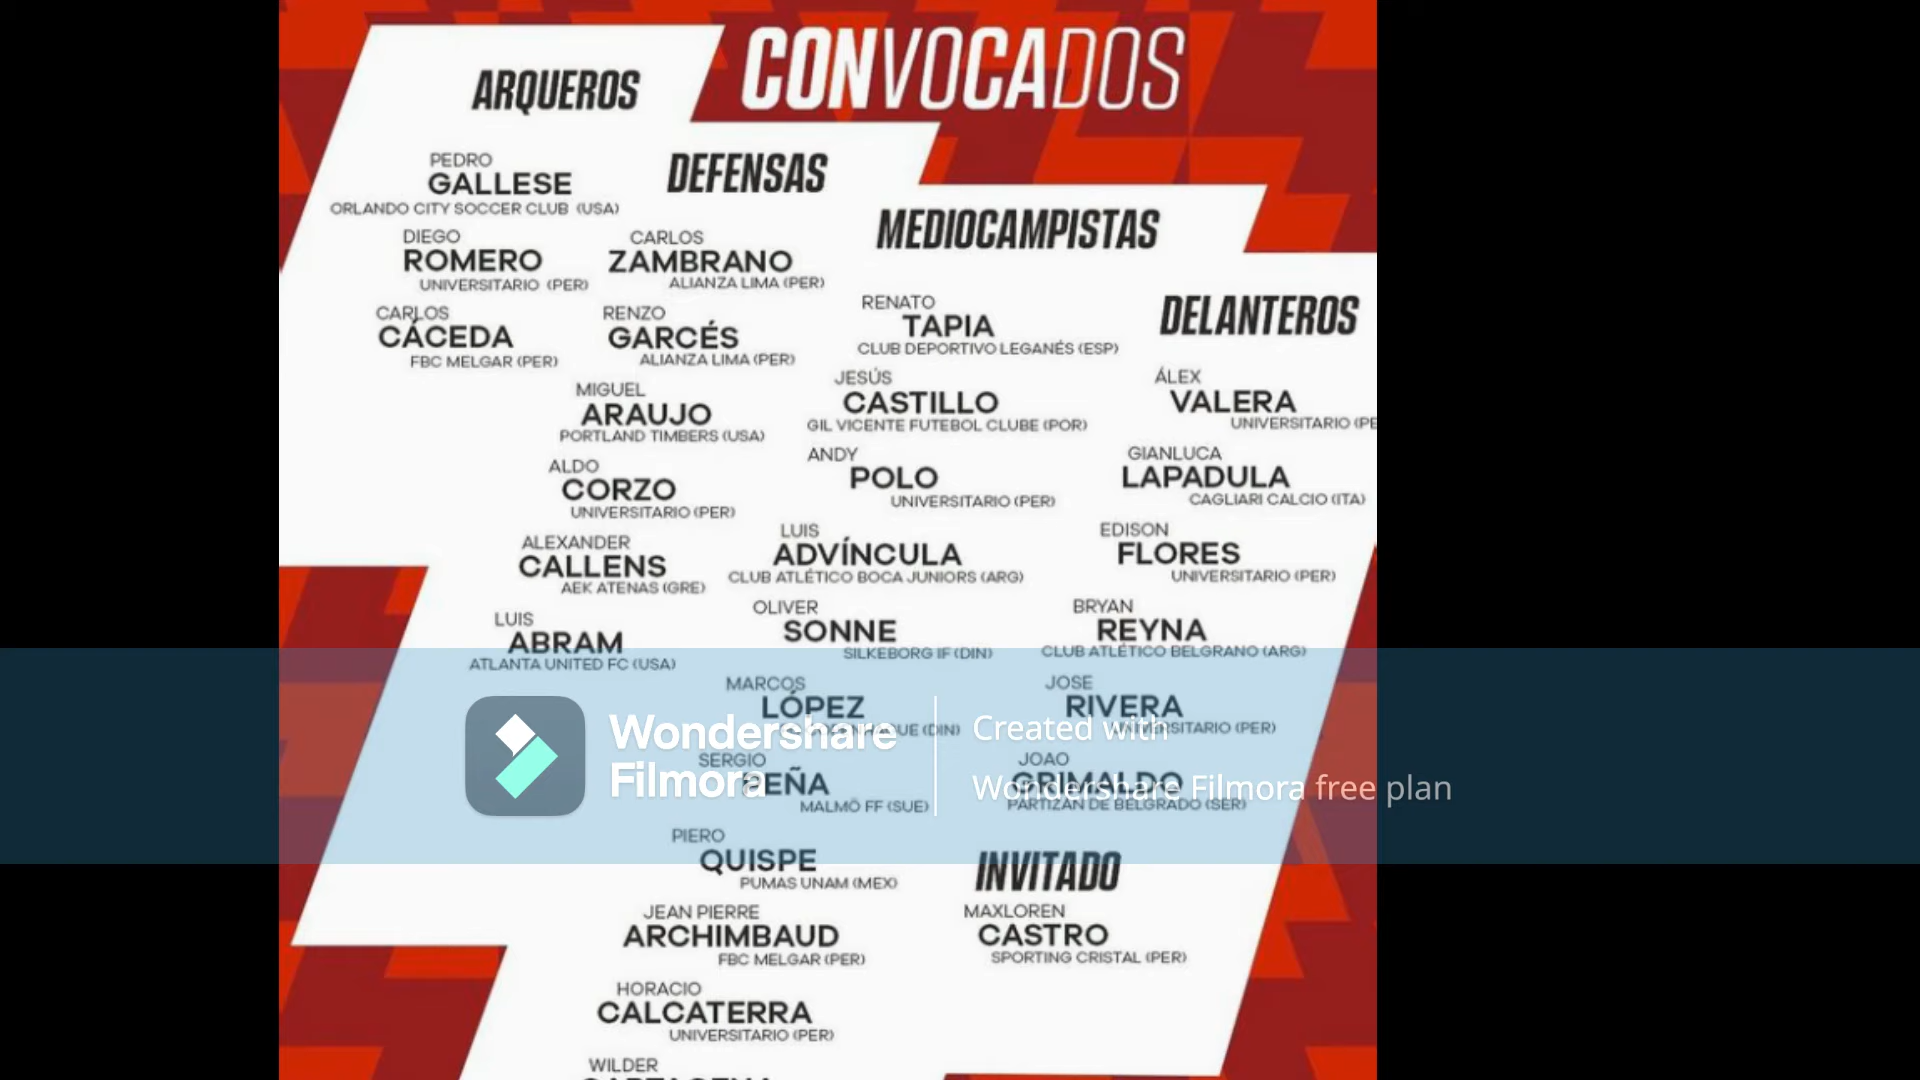 CONVOCADOS
ARQUEROS
PEDRO
GALLESE
ORLANDO CITY SOCCER CLUB (USA)
DIEGO
ROMERO
UNIVERSITARIO (PER)
CARLOS
CÁCEDA
FBC MELGAR (PER)
DEFENSAS
CARLOS
ZAMBRANO
ALIANZA LIMA (PER)
RENZO
GARCÉS
ALIANZA LIMA (PER)
MIGUEL
ARAUJO
PORTLAND TIMBERS (USA)
ALDO
CORZO
UNIVERSITARIO (PER)
ALEXANDER
CALLENS
AEK ATENAS (GRE)
LUIS
ABRAM
ATLANTA UNITED FC (USA)
MEDIOCAMPISTAS
RENATO
TAPIA
CLUB DEPORTIVO LEGANÉS (ESP)
JESÚS
CASTILLO
GIL VICENTE FUTEBOL CLUBE (POR)
ANDY
POLO
UNIVERSITARIO (PER)
LUIS
ADVÍNCULA
CLUB ATLÉTICO BOCA JUNIORS (ARG)
OLIVER
SONNE
SILKEBORG IF (DIN)
MARCOS
LÓPEZ
(DIN)
SERGIO
PEÑA
MALMÖ FF (SUE)
PIERO
QUISPE
PUMAS UNAM (MEX)
JEAN PIERRE
ARCHIMBAUD
FBC MELGAR (PER)
HORACIO
CALCATERRA
UNIVERSITARIO (PER)
WILDER
DELANTEROS
ÁLEX
VALERA
UNIVERSITARIO (PE
GIANLUCA
LAPADULA
CAGLIARI CALCIO (ITA)
EDISON
FLORES
UNIVERSITARIO (PER)
BRYAN
REYNA
CLUB ATLÉTICO BELGRANO (ARG)
JOSE
RIVERA
UNIVERSITARIO (PER)
JOAO
GRIMALDO
PARTIZAN DE BELGRADO (SER)
INVITADO
MAXLOREN
CASTRO
SPORTING CRISTAL (PER)
Wondershare
Filmora
Created with
Wondershare Filmora free plan